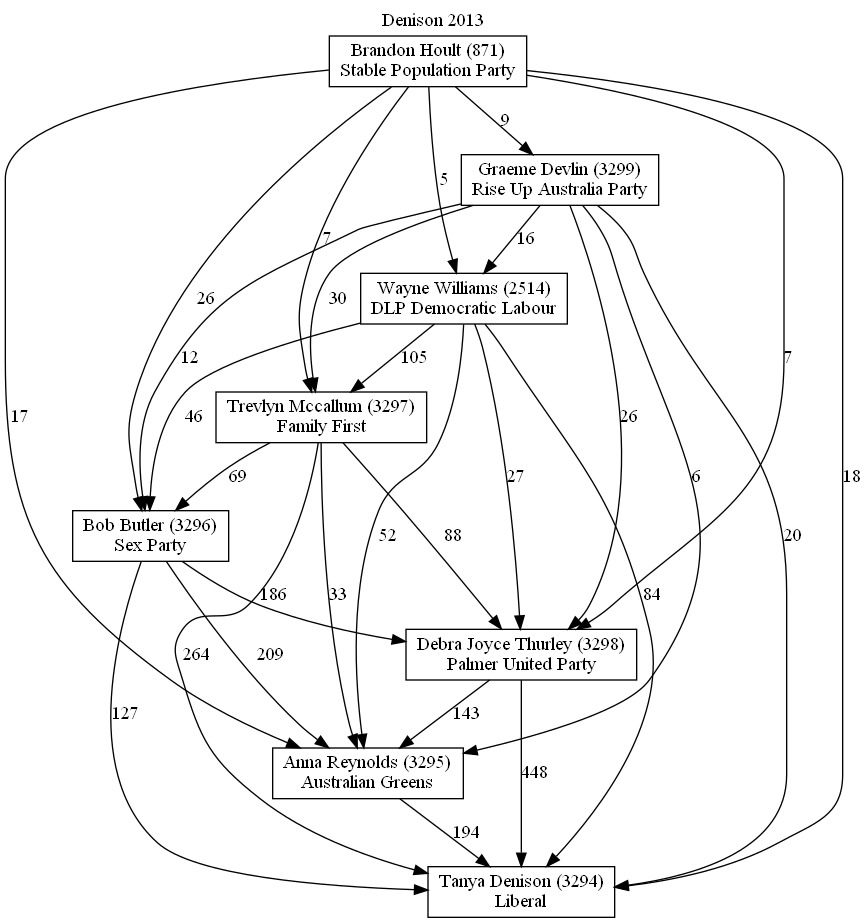 Denison 2013
Brandon Hoult (871)
Stable Population Party
9
Graeme Devlin (3299)
Rise Up Australia Party
5
7
16
Wayne Williams (2514)
DLP Democratic Labour
26
30
12
105
7
Trevlyn Mccallum (3297)
Family First
17
46
26
69
27
6
18
Bob Butler (3296)
Sex Party
52
88
20
186
33
84
Debra Joyce Thurley (3298)
Palmer United Party
264
209
127
143
Anna Reynolds (3295)
Australian Greens
448
194
Tanya Denison (3294)
Liberal